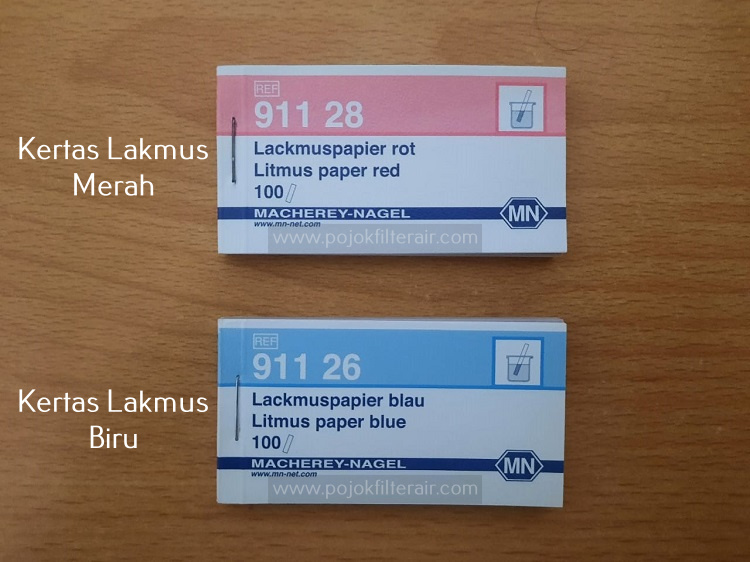 Kertas Lakmus
Merah
REF
911 28
Lackmuspapier rot
Litmus paper red
100
MACHEREY-NAGEL
www.mn-net.com
MN
www.pojokfilterair.com
Kertas Lakmus
Biru
REF
911 26
Lackmuspapier blau
Litmus paper blue
100
MACHEREY-NAGEL
www.mn-net.com
MN
www.pojokfilterair.com